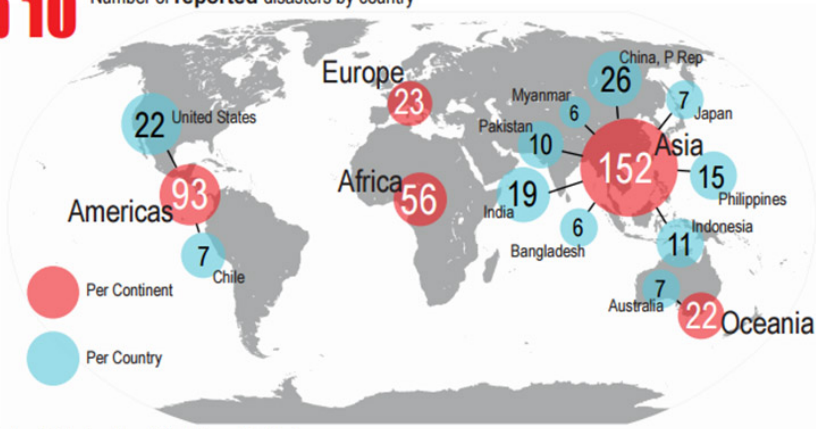 10
Number of reported disasters by country
China, P Rep
26
Europe
23
Myanmar
6
7
Japan
22
United States
Pakistan
10
Asia
152
Africa
56
93
Americas
India
19
15
Philippines
6
Bangladesh
Indonesia
11
7
Chile
7
Australia
22
Oceania
Per Continent
Per Country